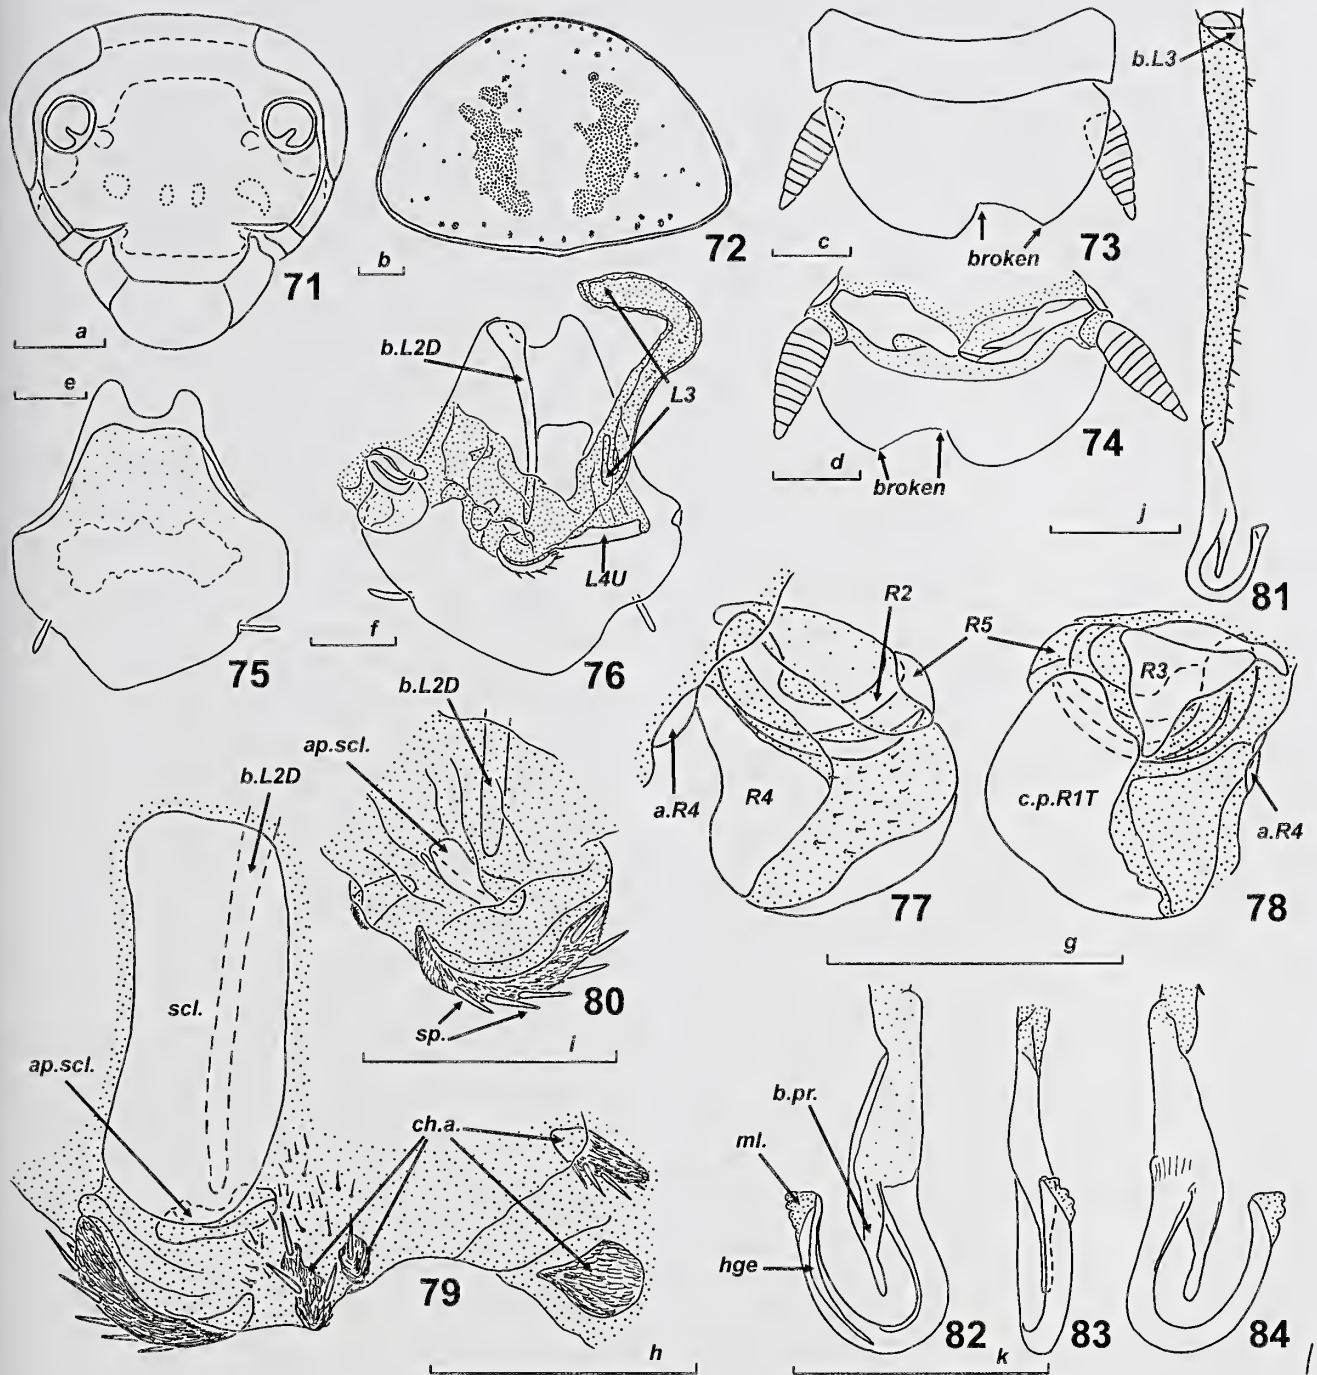 71
a
72
b
73
c
broken
b.L3
81
j
74
d
broken
e
75
b.L2D
L3
L4U
f
76
R2
R5
a.R4
R4
77
R3
c.p.R1T
a.R4
78
g
b.L2D
ap.scl.
sp.
80
i
b.L2D
scl.
ap.scl.
ch.a.
79
h
b.pr.
ml.
hge
82
83
84
k